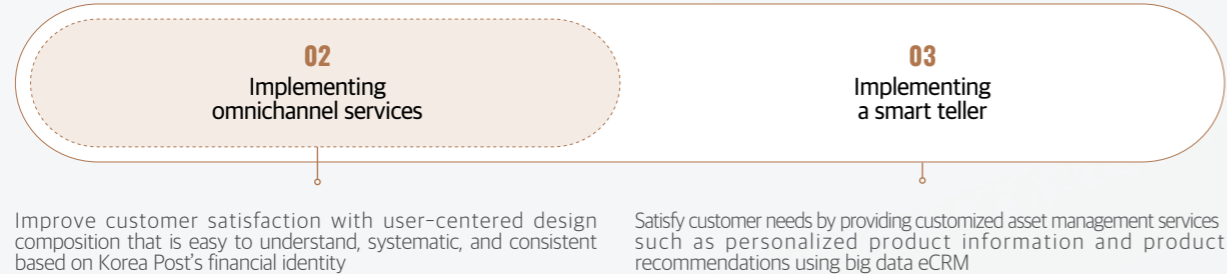 02
Implementing
omnichannel services
03
Implementing
a smart teller
Improve customer satisfaction with user-centered design
composition that is easy to understand, systematic, and consistent
based on Korea Post's financial identity
Satisfy customer needs by providing customized asset management services
such as personalized product information and product
recommendations using big data eCRM